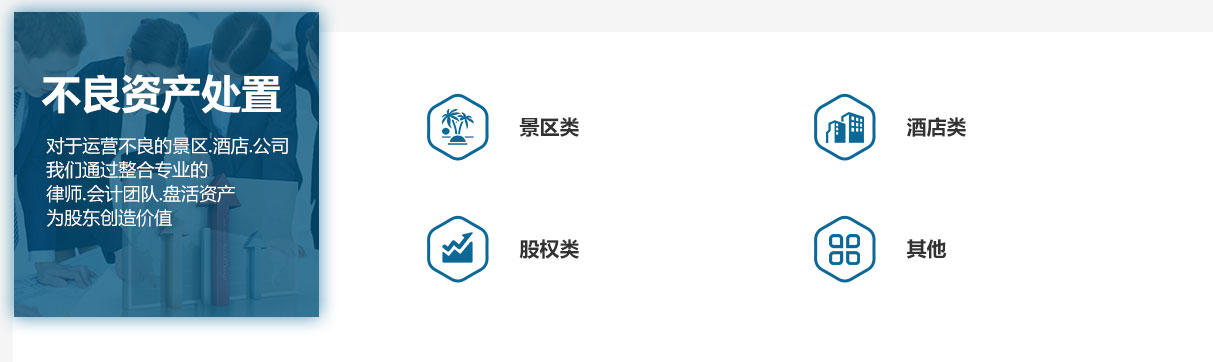 不良资产处置
对于运营不良的景区.酒店.公司
我们通过整合专业的
律师.会计团队.盘活资产
为股东创造价值
景区类
酒店类
股权类
其他